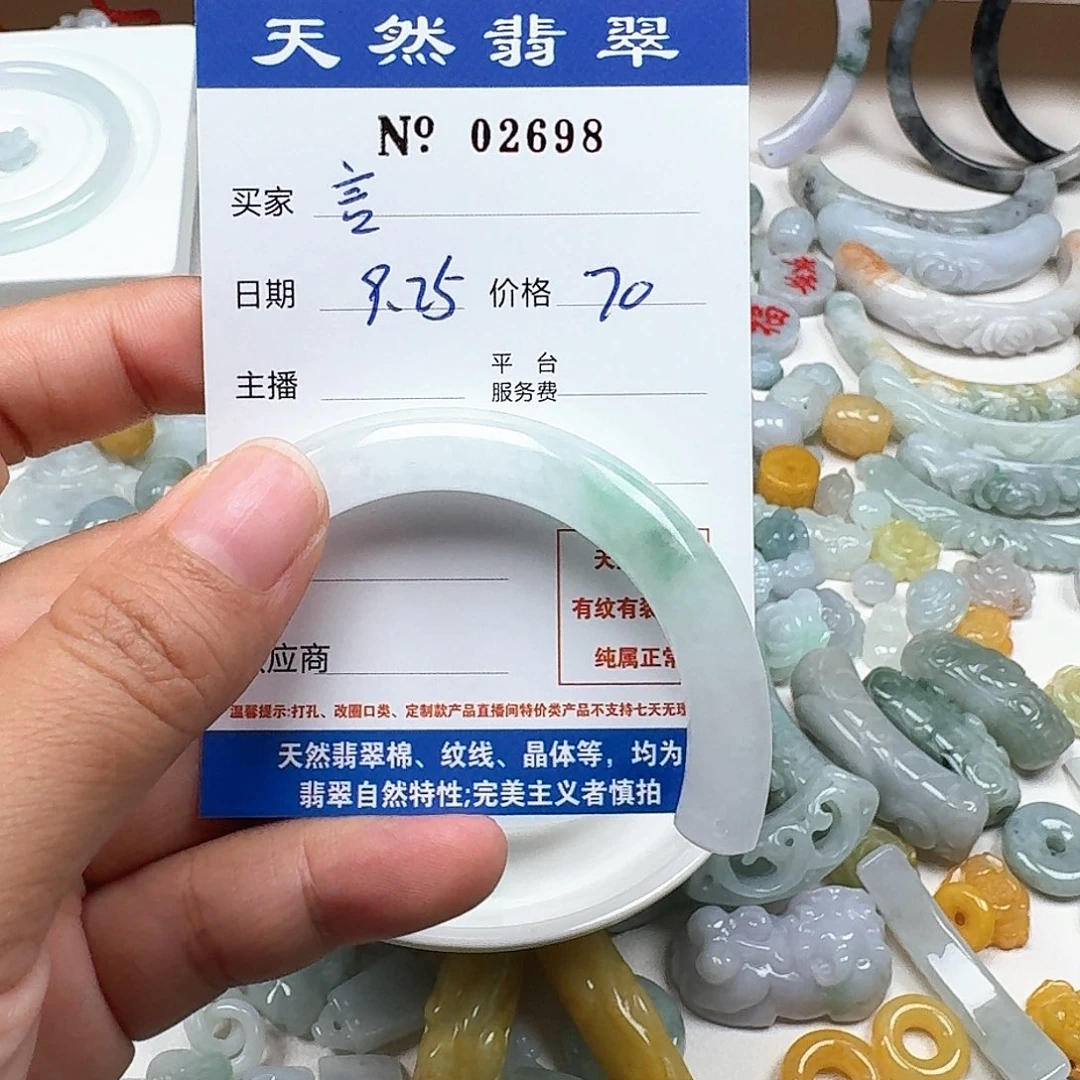 天然翡翠
Nº 02698
买家 言
日期 9.25 价格 70
主播 平台服务费
应商
有纹有
纯属正常
温馨提示:打孔、改圈口类、定制款产品直播间特价类产品不支持七天无理
天然翡翠棉、纹线、晶体等，均为
翡翠自然特性;完美主义者慎拍
福